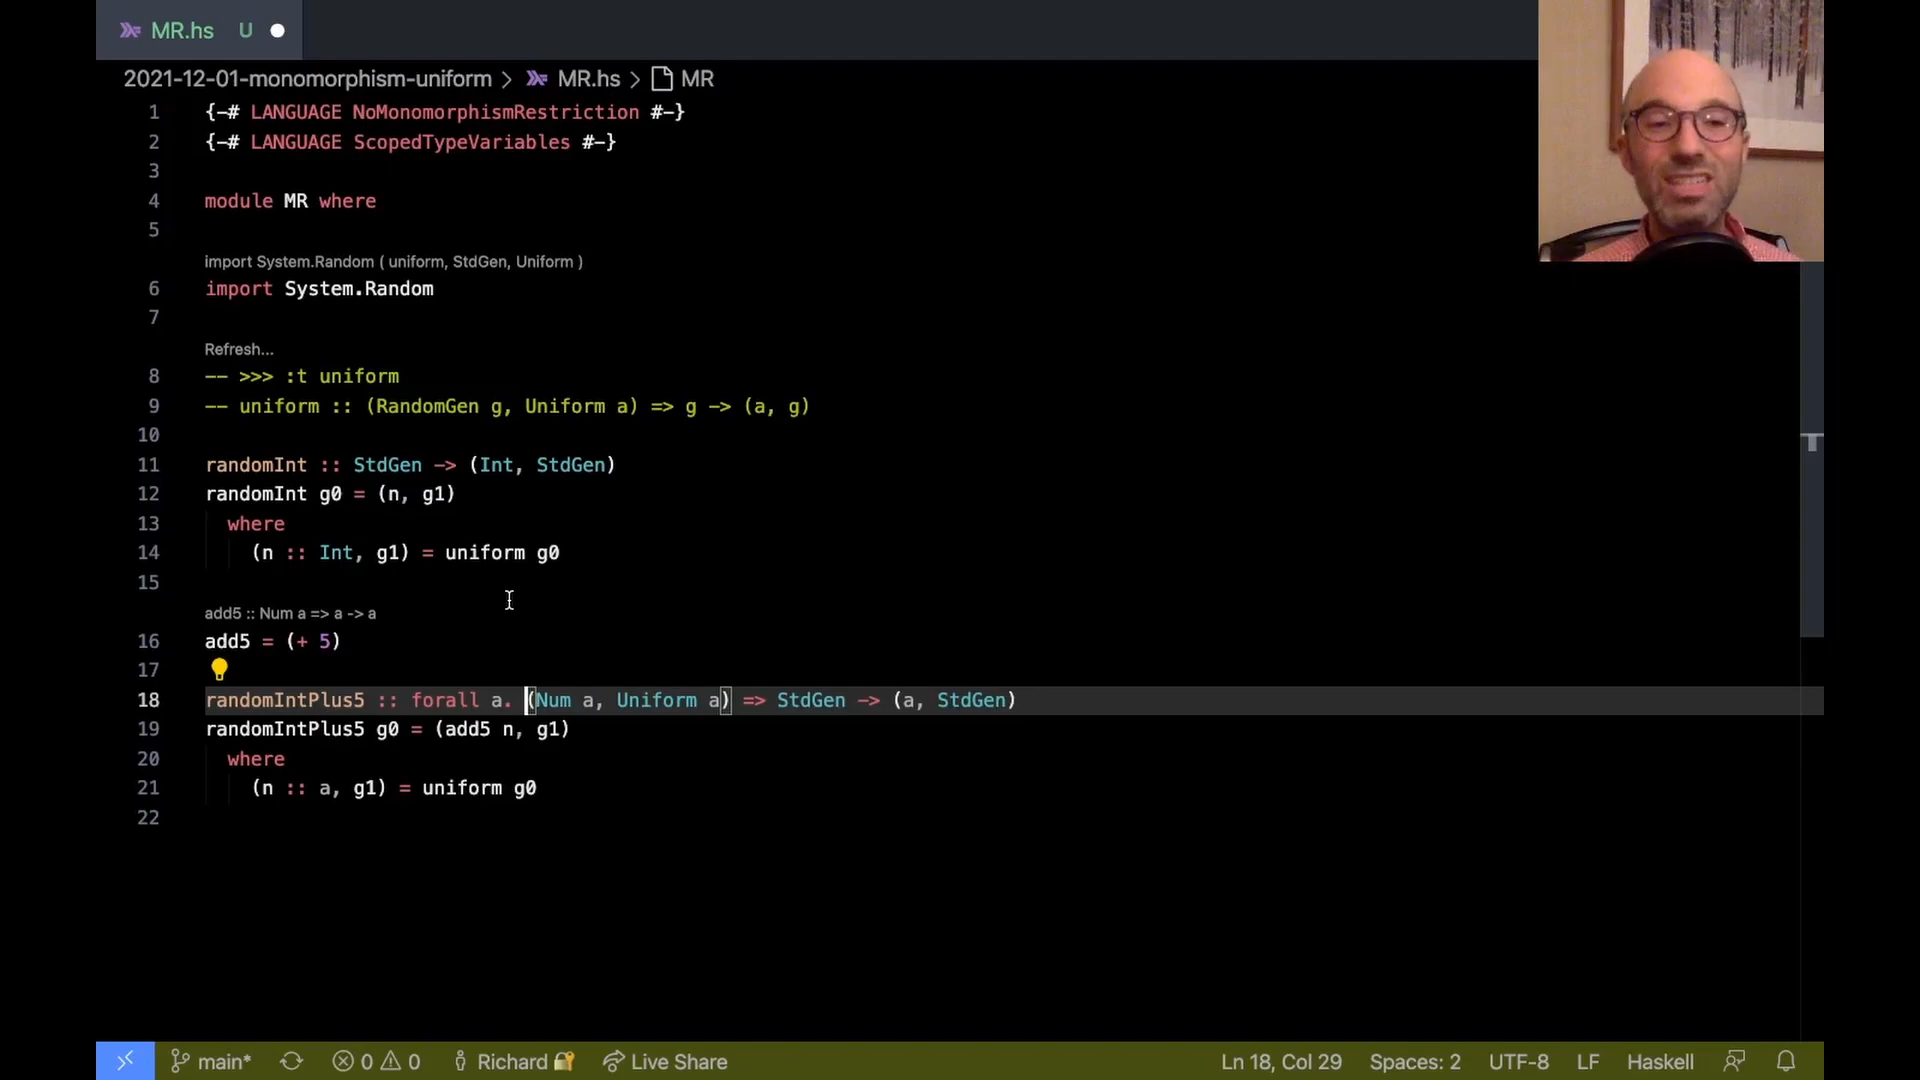 MR.hs U
2021-12-01-monomorphism-uniform > MR.hs > MR
1 {-# LANGUAGE NoMonomorphismRestriction #-}
2 {-# LANGUAGE ScopedTypeVariables #-}
3
4 module MR where
5
import System.Random ( uniform, StdGen, Uniform )
6 import System.Random
7
Refresh...
8 -- >>> :t uniform
9 -- uniform :: (RandomGen g, Uniform a) => g -> (a, g)
10
11 randomInt :: StdGen -> (Int, StdGen)
12 randomInt g0 = (n, g1)
13 where
14 (n :: Int, g1) = uniform g0
15
add5 :: Num a => a -> a
16 add5 = (+ 5)
17
18 randomIntPlus5 :: forall a. (Num a, Uniform a) => StdGen -> (a, StdGen)
19 randomIntPlus5 g0 = (add5 n, g1)
20 where
21 (n :: a, g1) = uniform g0
22
main* 0 0 Richard Live Share Ln 18, Col 29 Spaces: 2 UTF-8 LF Haskell